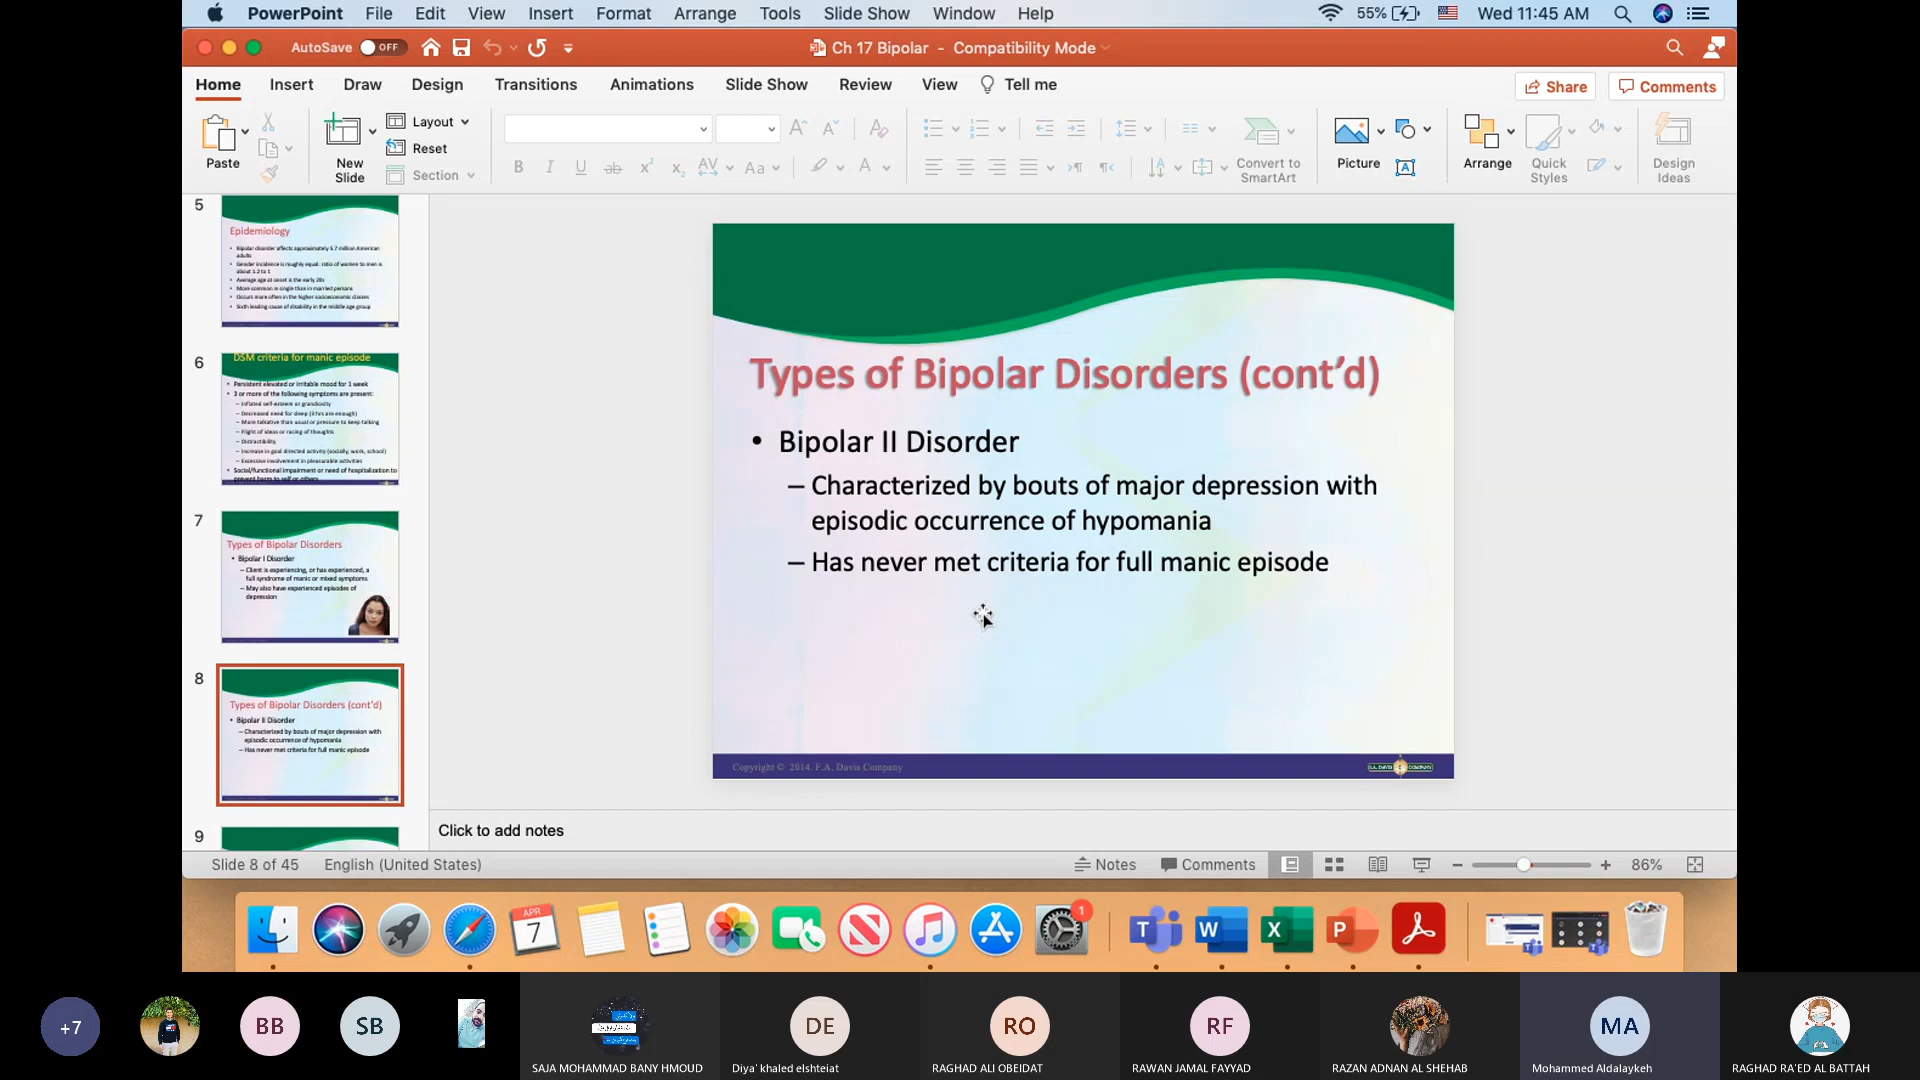 PowerPoint File Edit View Insert Format Arrange Tools Slide Show Window Help 55% Wed 11:45 AM
AutoSave OFF Ch 17 Bipolar - Compatibility Mode
Home Insert Draw Design Transitions Animations Slide Show Review View Tell me Share Comments
Paste
New Slide
Layout
Reset
Section
Convert to SmartArt
Picture
Arrange
Quick Styles
Design Ideas
5
Epidemiology
• Bipolar disorder affects approximately 5.7 million American
adults
• Gender incidence is roughly equal: ratio of women to men is
about 1.2 to 1
• Average age at onset is the early 20s
• More common in single than in married persons
• Occurs more often in the higher socioeconomic classes
• Sixth leading cause of disability in the middle age group
6
DSM criteria for manic episode
• Persistent elevated or irritable mood for 1 week
• 3 or more of the following symptoms are present:
– Inflated self-esteem or grandiosity
– Decreased need for sleep (3 hrs are enough)
– More talkative than usual or pressure to keep talking
– Flight of ideas or racing of thoughts
– Distractibility
– Increase in goal directed activity (socially, work, school)
– Excessive involvement in pleasurable activities
• Social/functional impairment or need of hospitalization to
prevent harm to self or others
7
Types of Bipolar Disorders
• Bipolar I Disorder
– Client is experiencing, or has experienced, a
full syndrome of manic or mixed symptoms
– May also have experienced episodes of
depression
8
Types of Bipolar Disorders (cont'd)
• Bipolar II Disorder
– Characterized by bouts of major depression with
episodic occurrence of hypomania
– Has never met criteria for full manic episode
9
Types of Bipolar Disorders (cont'd)
• Bipolar II Disorder
– Characterized by bouts of major depression with
episodic occurrence of hypomania
– Has never met criteria for full manic episode
Copyright © 2014. F.A. Davis Company
F.A. DAVIS COMPANY
Click to add notes
Slide 8 of 45 English (United States) Notes Comments 86%
APR
7
1
T W X P
+7 BB SB DE RO RF MA
SAJA MOHAMMAD BANY HMOUD Diya' khaled elshteiat RAGHAD ALI OBEIDAT RAWAN JAMAL FAYYAD RAZAN ADNAN AL SHEHAB Mohammed Aldalaykeh RAGHAD RA'ED AL BATTAH